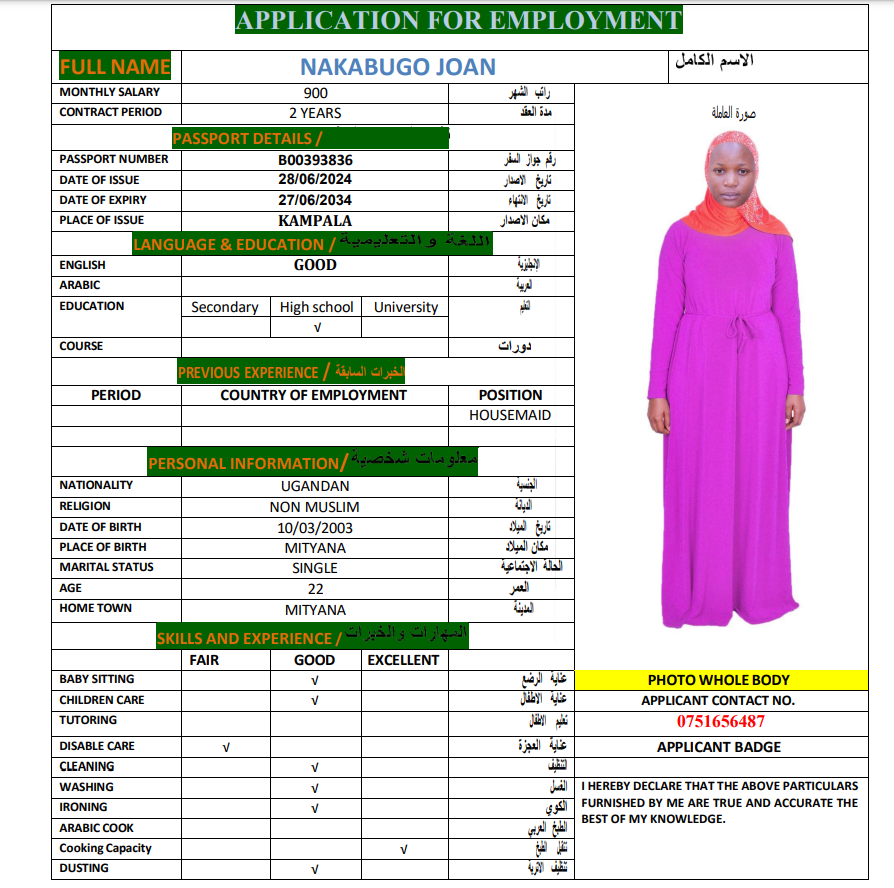 APPLICATION FOR EMPLOYMENT
FULL NAME NAKABUGO JOAN الاسم الكامل
MONTHLY SALARY 900 راتب الشهر
CONTRACT PERIOD 2 YEARS مدة العقد
صورة العاملة
PASSPORT DETAILS /
PASSPORT NUMBER B00393836 رقم جواز السفر
DATE OF ISSUE 28/06/2024 تاريخ الاصدار
DATE OF EXPIRY 27/06/2034 تاريخ الانتهاء
PLACE OF ISSUE KAMPALA مكان الاصدار
LANGUAGE & EDUCATION / اللغة و التعليمية
ENGLISH GOOD الإنجليزية
ARABIC العربية
EDUCATION Secondary High school University التعليم
√
COURSE دورات
PREVIOUS EXPERIENCE / الخبرات السابقة
PERIOD COUNTRY OF EMPLOYMENT POSITION
HOUSEMAID
PERSONAL INFORMATION/ معلومات شخصية
NATIONALITY UGANDAN الجنسية
RELIGION NON MUSLIM الديانة
DATE OF BIRTH 10/03/2003 تاريخ الميلاد
PLACE OF BIRTH MITYANA مكان الميلاد
MARITAL STATUS SINGLE الحالة الاجتماعية
AGE 22 العمر
HOME TOWN MITYANA المدينة
SKILLS AND EXPERIENCE / المهارات والخبرات
FAIR GOOD EXCELLENT
BABY SITTING √ عناية الرضع
CHILDREN CARE √ عناية الاطفال
TUTORING تعليم الاطفال
DISABLE CARE √ عناية العجزة
CLEANING √ التنظيف
WASHING √ الغسل
IRONING √ الكوي
ARABIC COOK الطبخ العربي
Cooking Capacity √ الطبخ
DUSTING √ تنظيف الاتربة
PHOTO WHOLE BODY
APPLICANT CONTACT NO.
0751656487
APPLICANT BADGE
I HEREBY DECLARE THAT THE ABOVE PARTICULARS
FURNISHED BY ME ARE TRUE AND ACCURATE THE
BEST OF MY KNOWLEDGE.